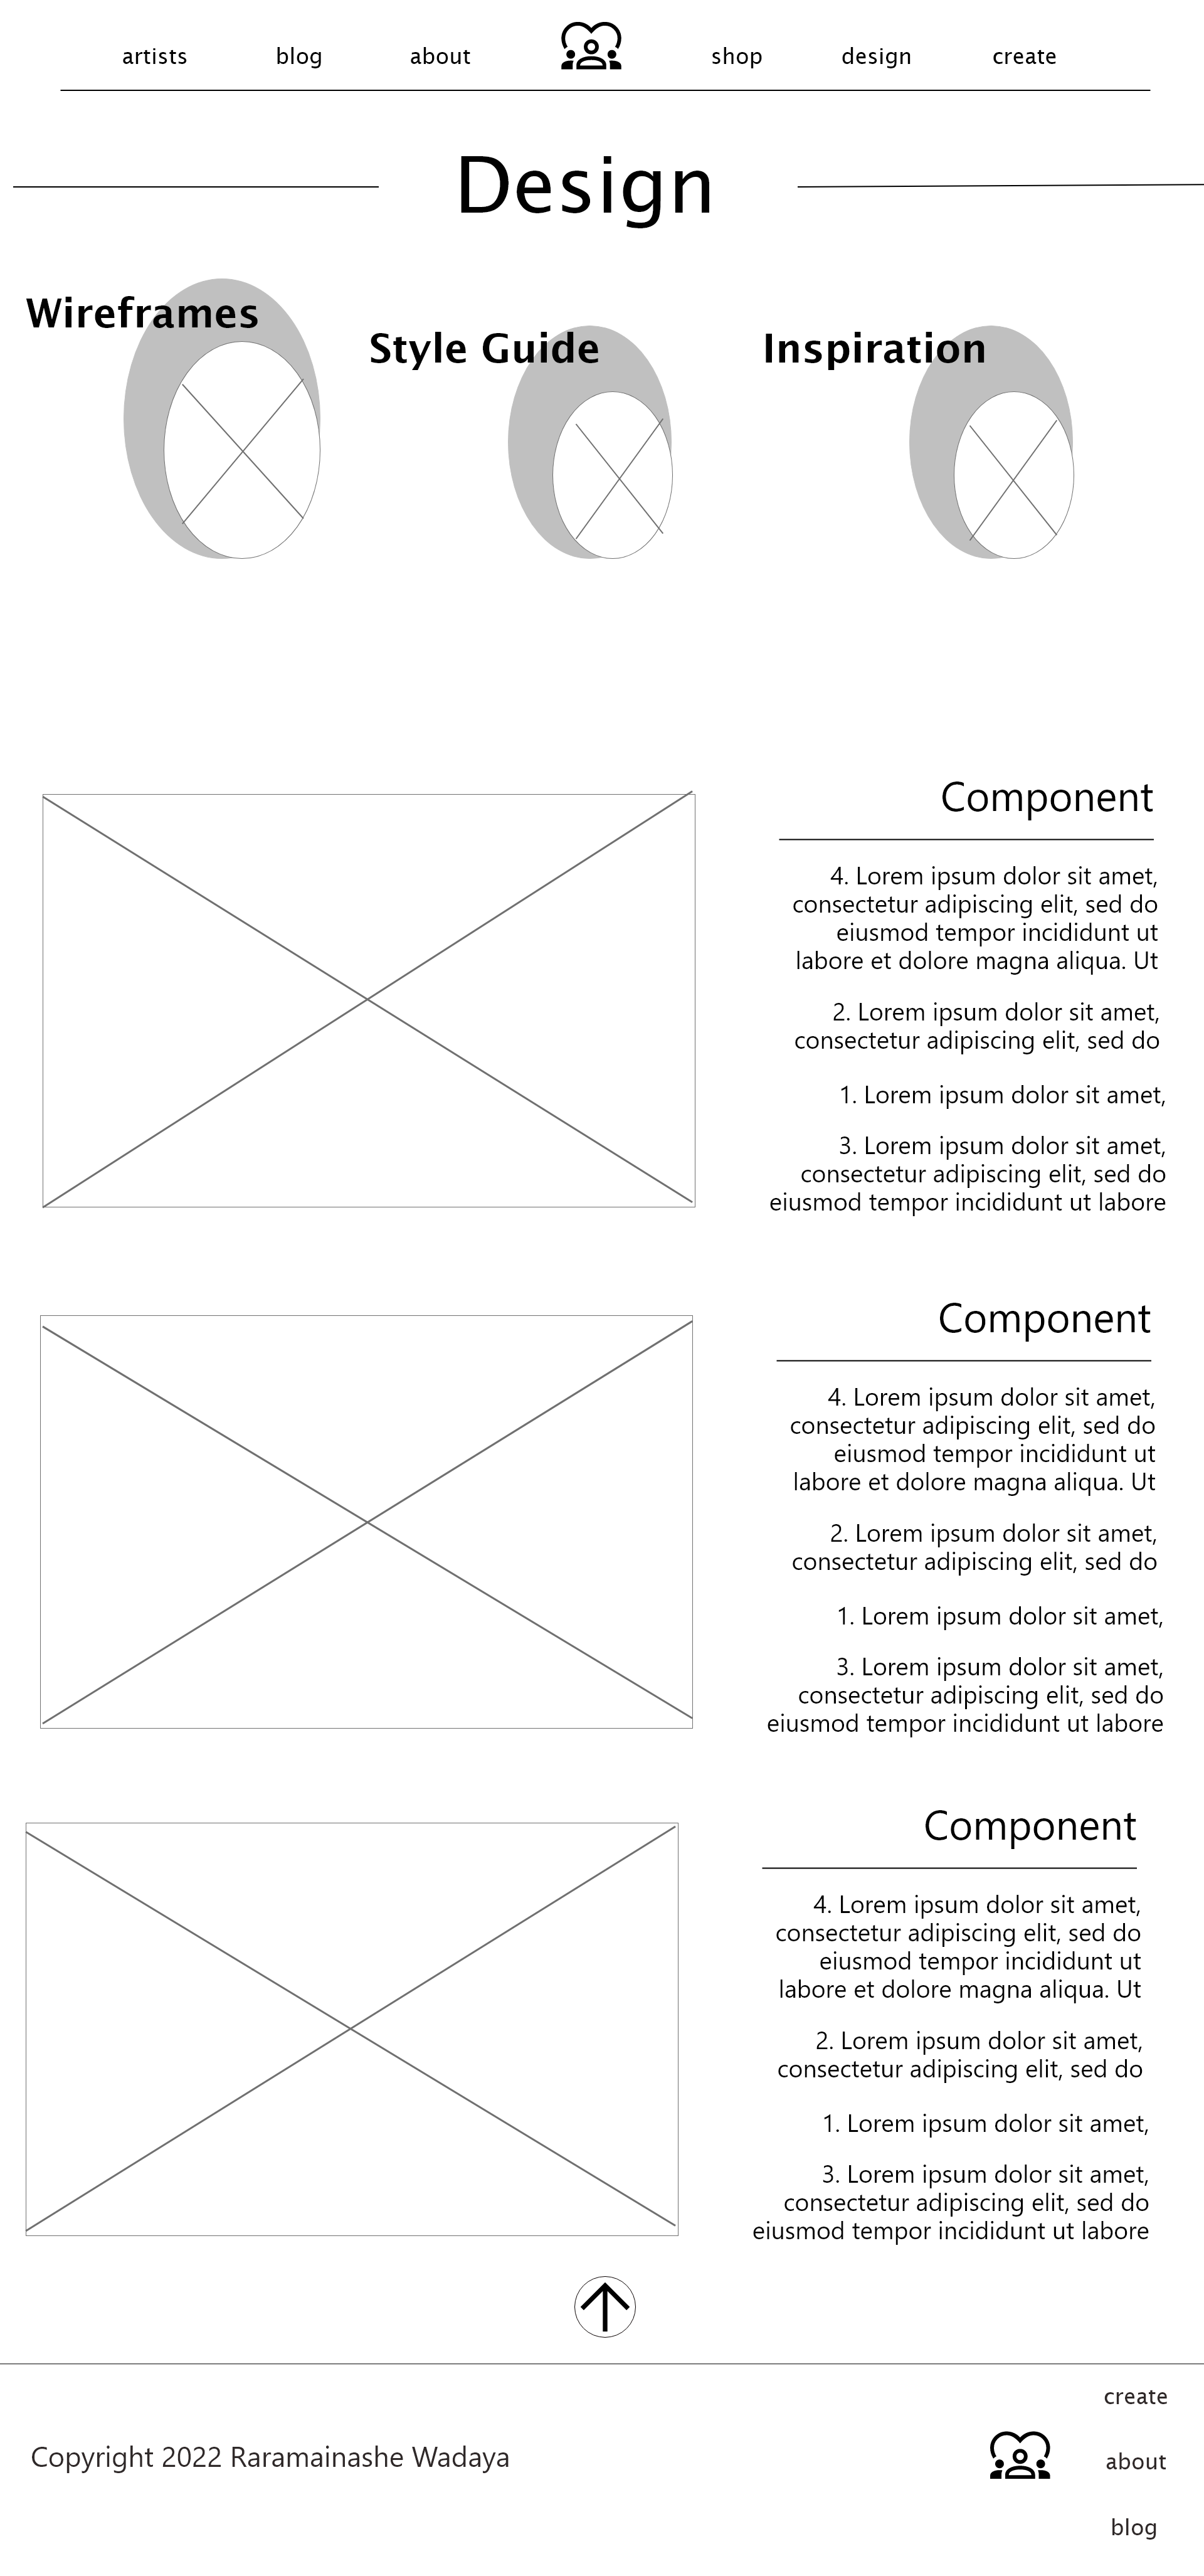 artists blog about shop design create
Design
Wireframes
Style Guide
Inspiration
Component
4. Lorem ipsum dolor sit amet,
consectetur adipiscing elit, sed do
eiusmod tempor incididunt ut
labore et dolore magna aliqua. Ut
2. Lorem ipsum dolor sit amet,
consectetur adipiscing elit, sed do
1. Lorem ipsum dolor sit amet,
3. Lorem ipsum dolor sit amet,
consectetur adipiscing elit, sed do
eiusmod tempor incididunt ut labore
Component
4. Lorem ipsum dolor sit amet,
consectetur adipiscing elit, sed do
eiusmod tempor incididunt ut
labore et dolore magna aliqua. Ut
2. Lorem ipsum dolor sit amet,
consectetur adipiscing elit, sed do
1. Lorem ipsum dolor sit amet,
3. Lorem ipsum dolor sit amet,
consectetur adipiscing elit, sed do
eiusmod tempor incididunt ut labore
Component
4. Lorem ipsum dolor sit amet,
consectetur adipiscing elit, sed do
eiusmod tempor incididunt ut
labore et dolore magna aliqua. Ut
2. Lorem ipsum dolor sit amet,
consectetur adipiscing elit, sed do
1. Lorem ipsum dolor sit amet,
3. Lorem ipsum dolor sit amet,
consectetur adipiscing elit, sed do
eiusmod tempor incididunt ut labore
Copyright 2022 Raramainashe Wadaya
create
about
blog